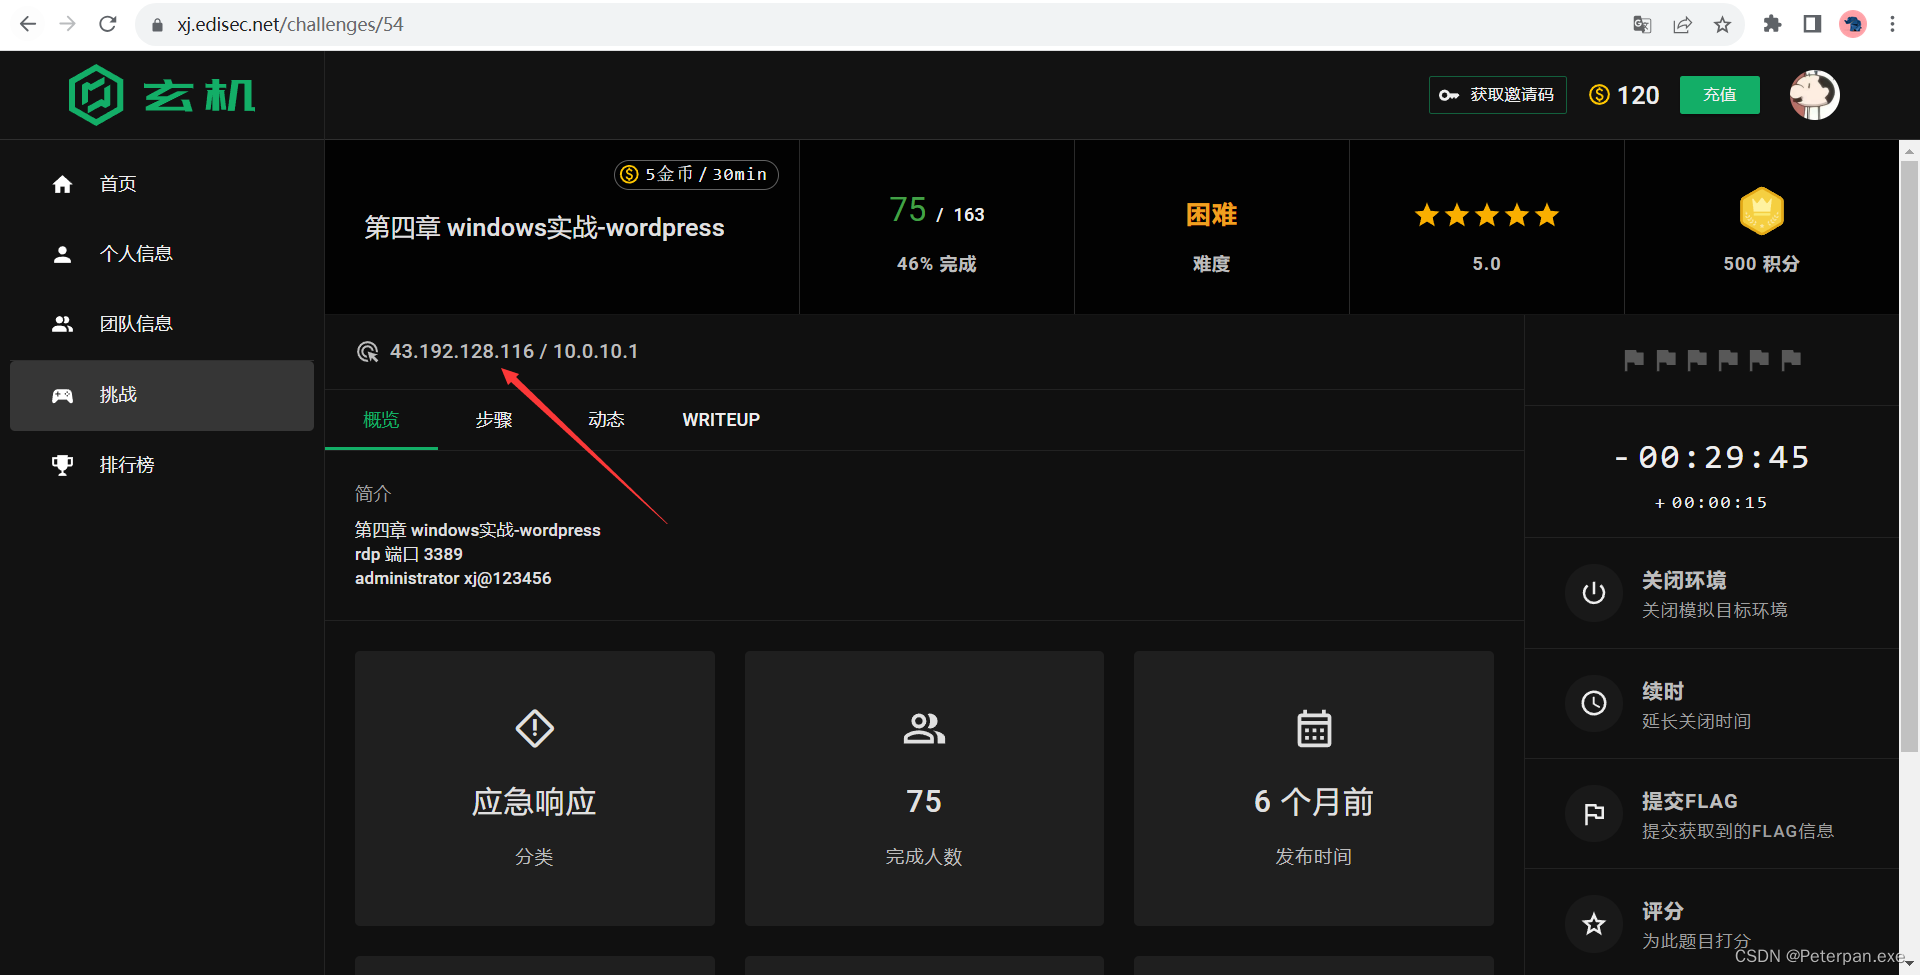 xj.edisec.net/challenges/54
玄机
获取邀请码
120
充值
首页
个人信息
团队信息
挑战
排行榜
5金币 / 30min
第四章 windows实战-wordpress
75 / 163
46% 完成
困难
难度
5.0
500 积分
43.192.128.116 / 10.0.10.1
概览
步骤
动态
WRITEUP
简介
第四章 windows实战-wordpress
rdp 端口 3389
administrator xj@123456
应急响应
分类
75
完成人数
6 个月前
发布时间
- 00:29:45
+ 00:00:15
关闭环境
关闭模拟目标环境
续时
延长关闭时间
提交FLAG
提交获取到的FLAG信息
评分
为此题目打分
CSDN @Peterpan.exe